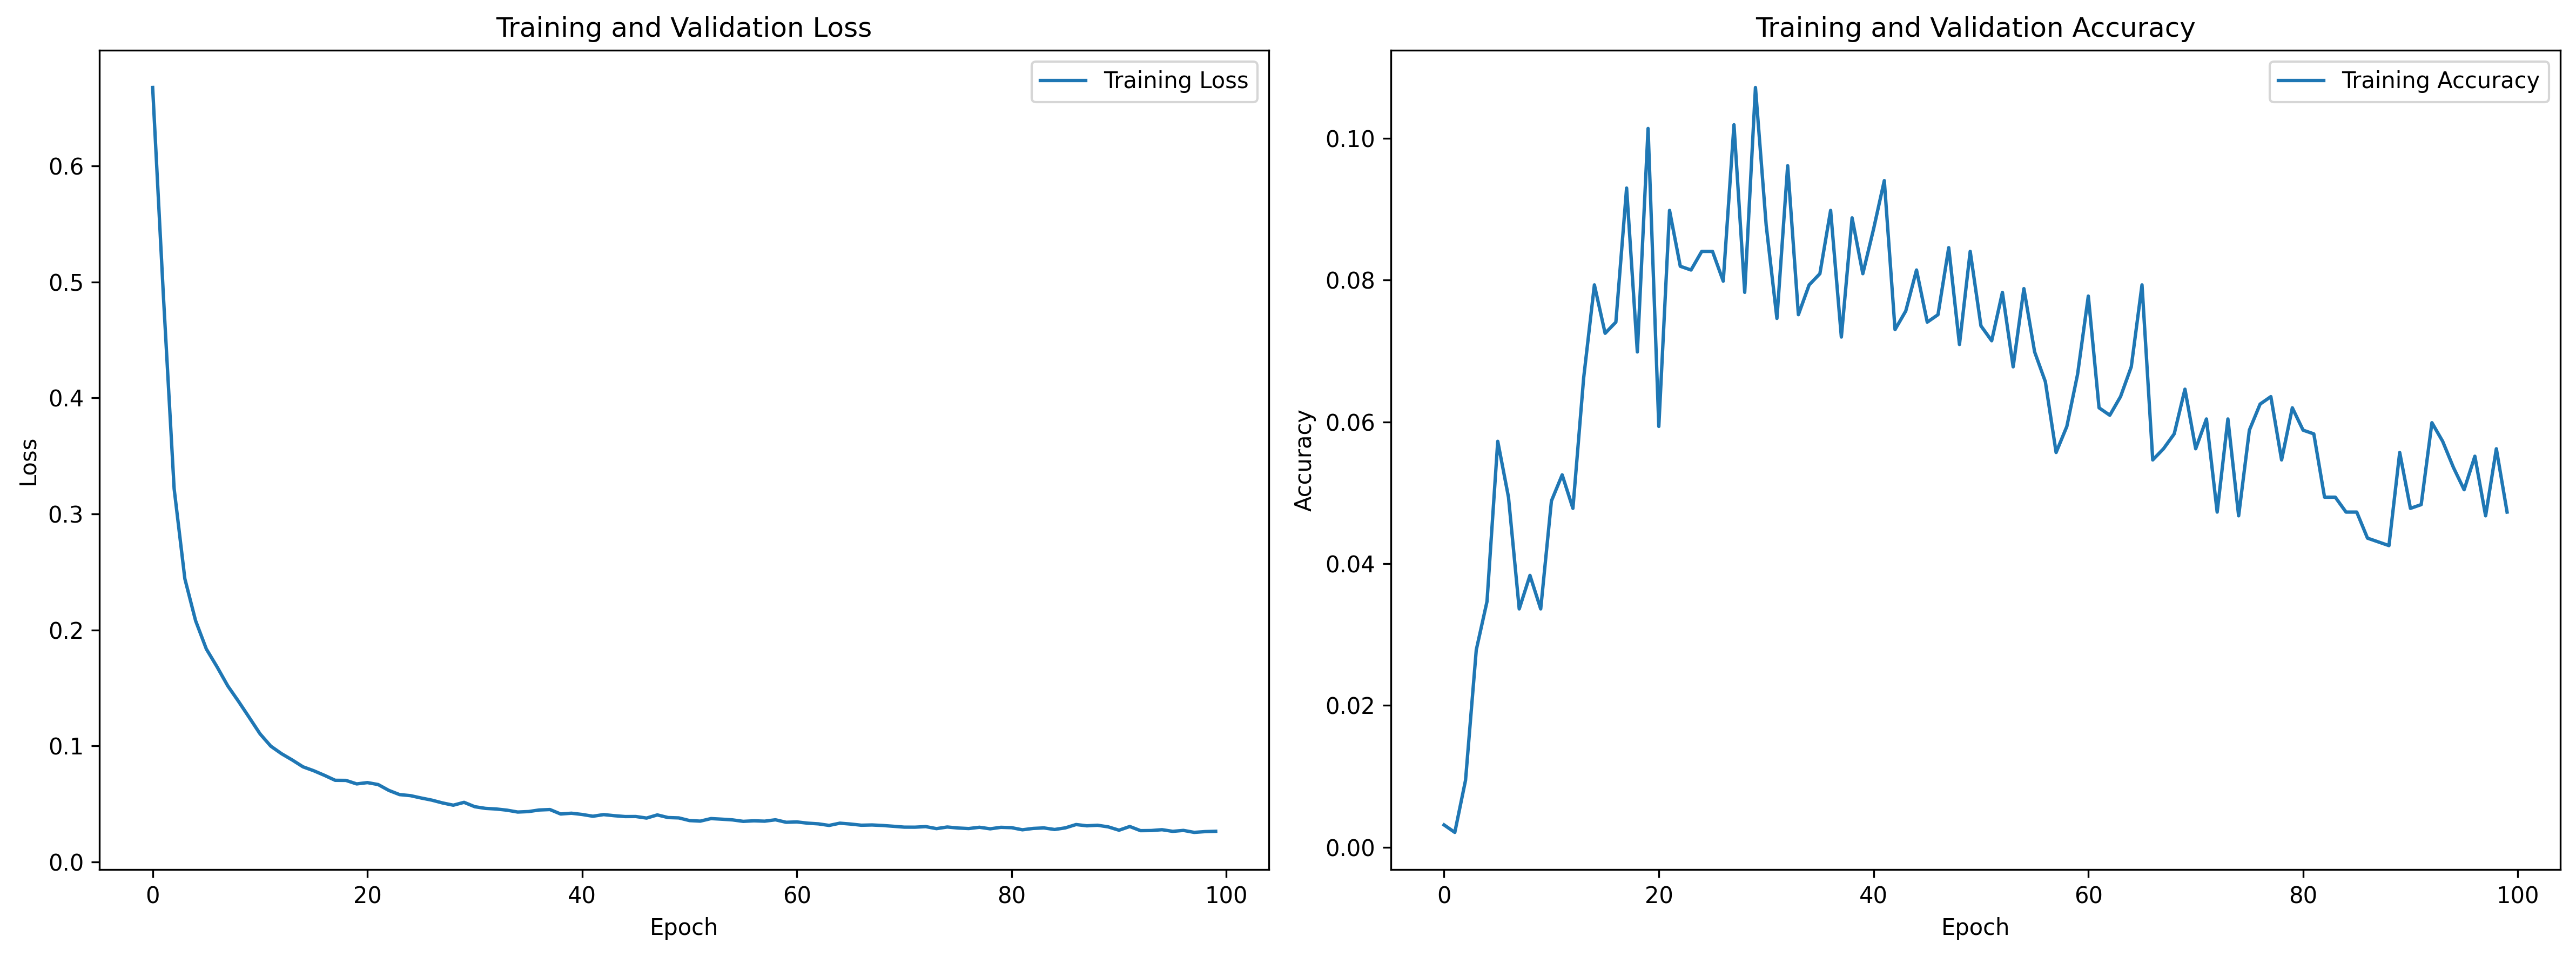 Training and Validation Loss
Training Loss
0.6
0.5
0.4
0.3
0.2
0.1
0.0
Loss
0 20 40 60 80 100
Epoch
Training and Validation Accuracy
Training Accuracy
0.10
0.08
0.06
0.04
0.02
0.00
Accuracy
0 20 40 60 80 100
Epoch